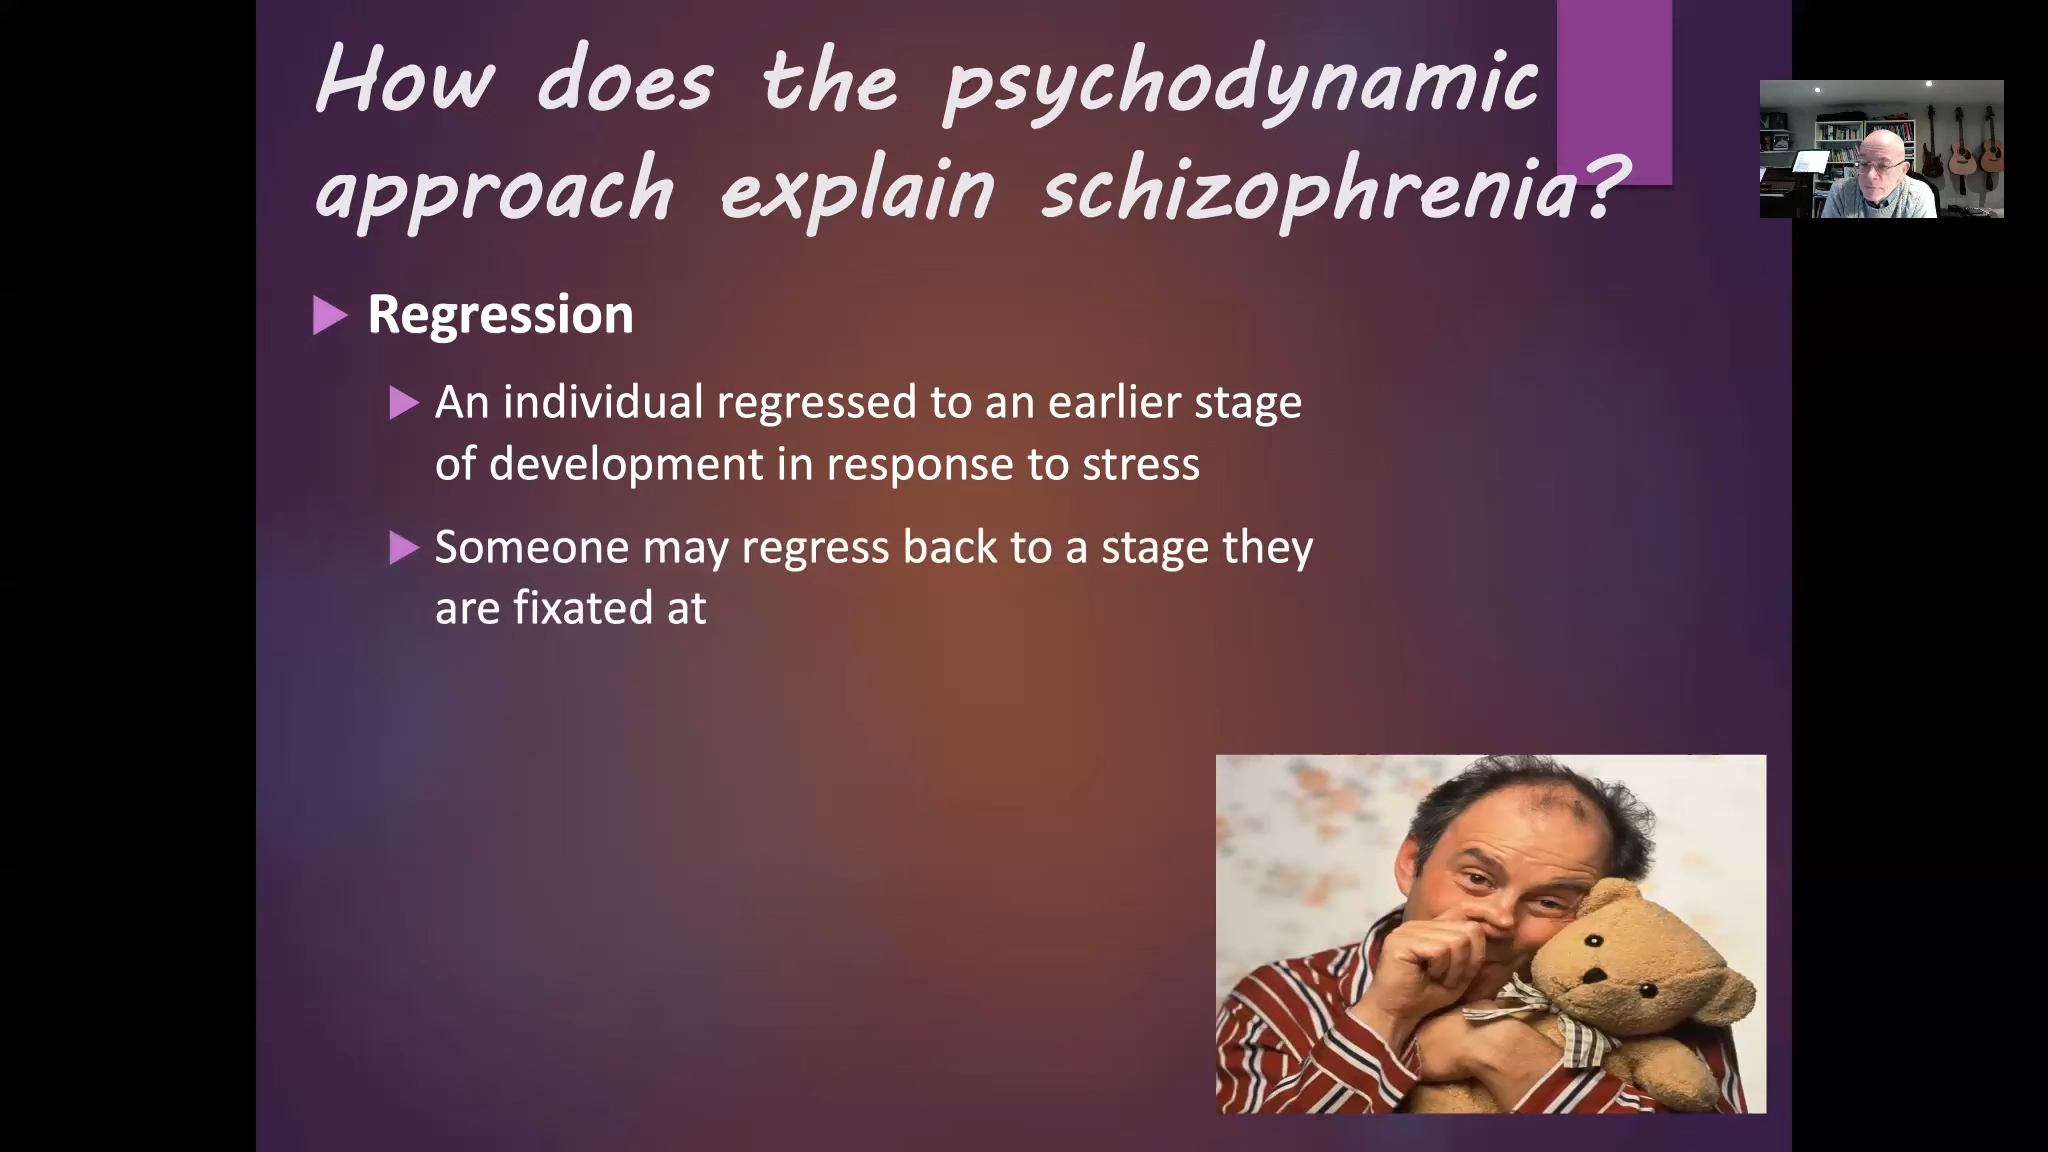 How does the psychodynamic
approach explain schizophrenia?
Regression
An individual regressed to an earlier stage
of development in response to stress
Someone may regress back to a stage they
are fixated at